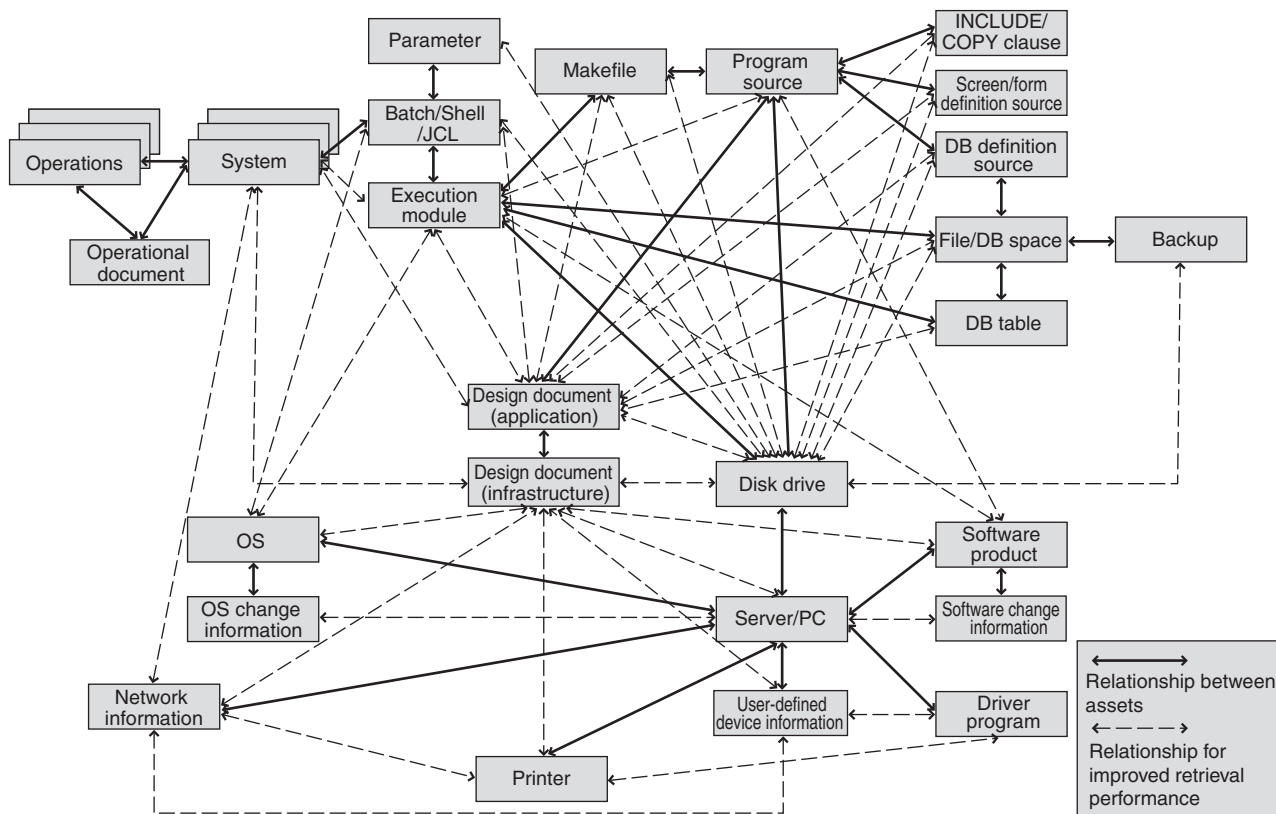 Parameter
Makefile
Program
source
INCLUDE/
COPY clause
Screen/form
definition source
Batch/Shell
/JCL
Operations
System
DB definition
source
Execution
module
Operational
document
File/DB space
Backup
DB table
Design document
(application)
Design document
(infrastructure)
Disk drive
OS
Software
product
OS change
information
Server/PC
Software change
information
Network
information
User-defined
device information
Driver
program
Printer
Relationship between
assets
Relationship for
improved retrieval
performance